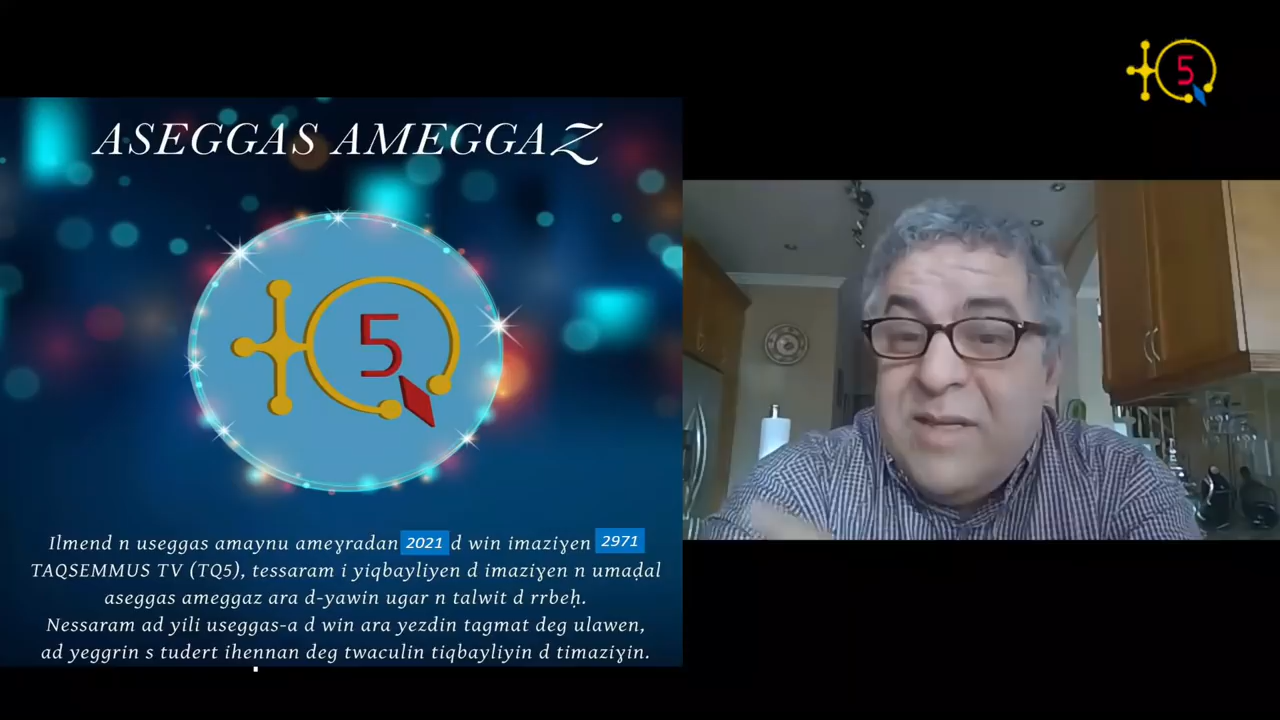 ASEGGAS AMEGGAZ
5
5
Ilmend n useggas amaynu ameɣradan 2021 d win imaziɣen 2971
TAQSEMMUS TV (TQ5), tessaram i yiqbayliyen d imaziɣen n umaḍal
aseggas ameggaz ara d-yawin ugar n talwit d rrbeḥ.
Nessaram ad yili useggas-a d win ara yezdin tagmat deg ulawen,
ad yeggrin s tudert ihennan deg twaculin tiqbayliyin d timaziɣin.